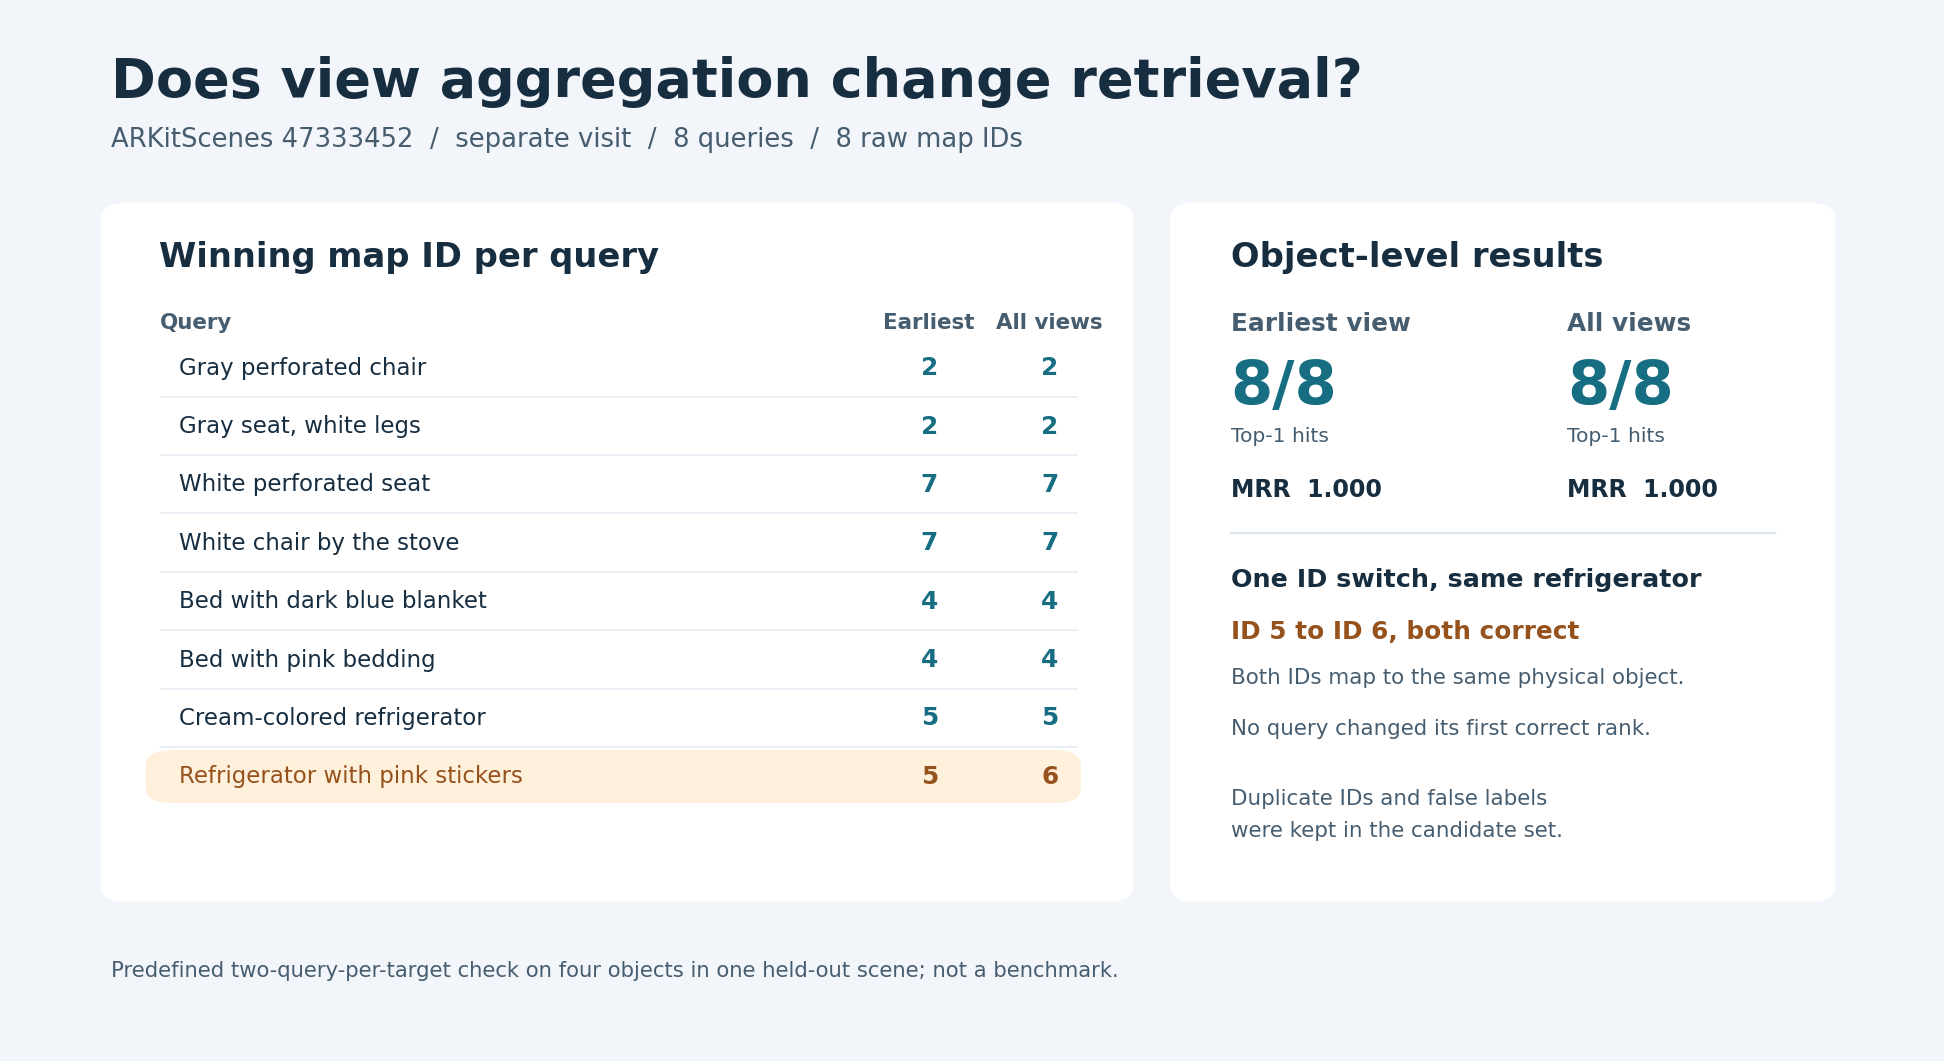 Does view aggregation change retrieval?
ARKitScenes 47333452 / separate visit / 8 queries / 8 raw map IDs
Winning map ID per query
Query Earliest All views
Gray perforated chair 2 2
Gray seat, white legs 2 2
White perforated seat 7 7
White chair by the stove 7 7
Bed with dark blue blanket 4 4
Bed with pink bedding 4 4
Cream-colored refrigerator 5 5
Refrigerator with pink stickers 5 6
Object-level results
Earliest view All views
8/8 8/8
Top-1 hits Top-1 hits
MRR 1.000 MRR 1.000
One ID switch, same refrigerator
ID 5 to ID 6, both correct
Both IDs map to the same physical object.
No query changed its first correct rank.
Duplicate IDs and false labels
were kept in the candidate set.
Predefined two-query-per-target check on four objects in one held-out scene; not a benchmark.